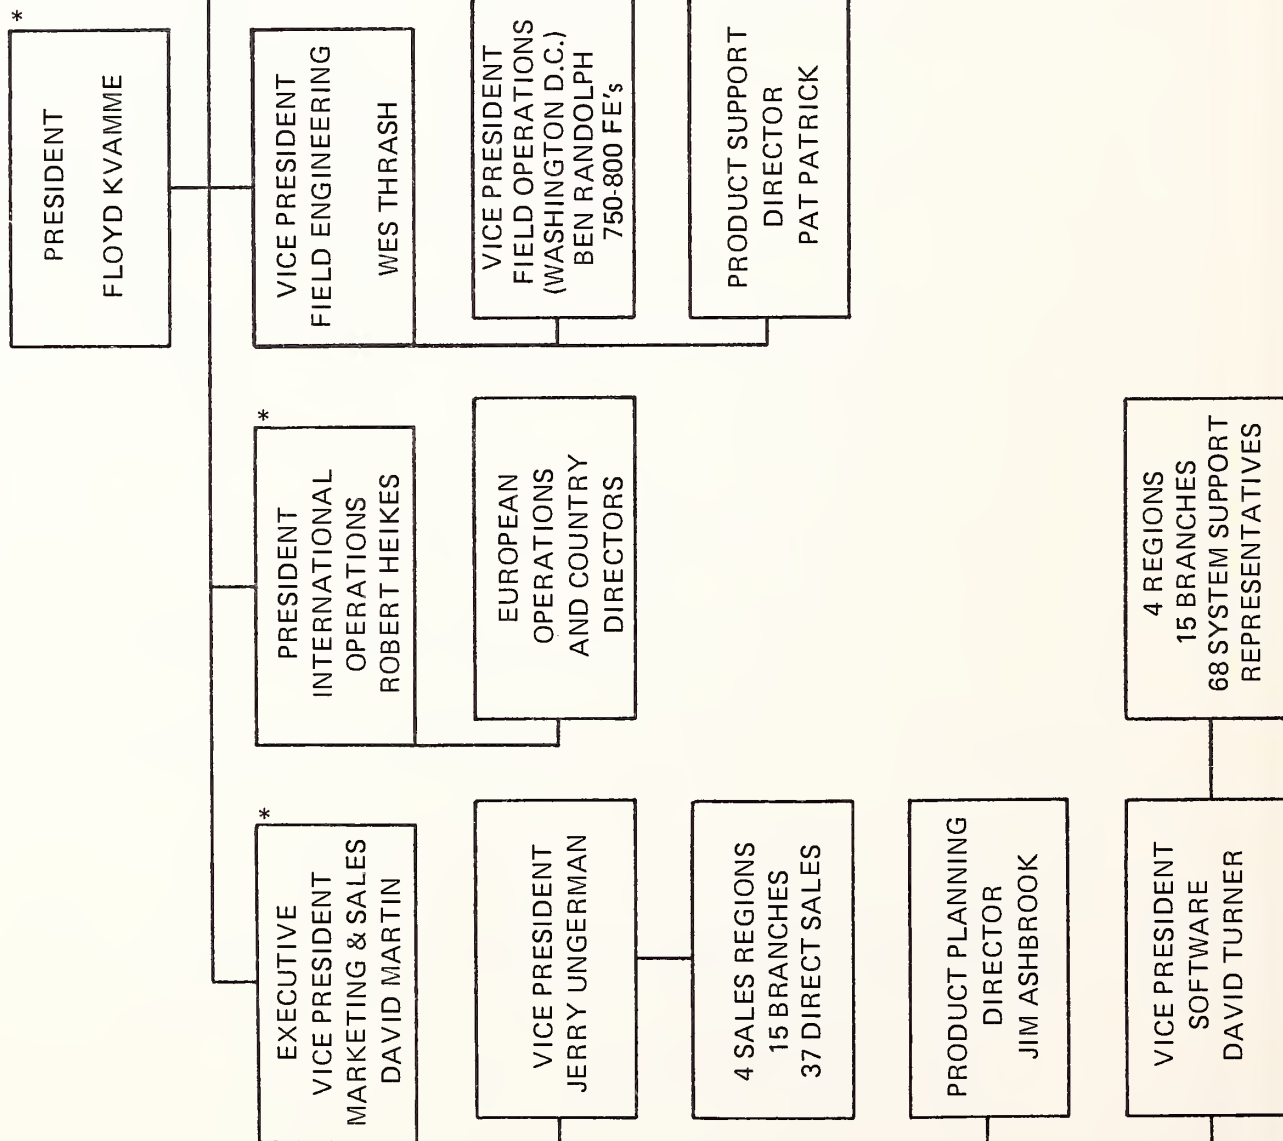 *
PRESIDENT
FLOYD KVAMME
*
EXECUTIVE
VICE PRESIDENT
MARKETING & SALES
DAVID MARTIN
*
PRESIDENT
INTERNATIONAL
OPERATIONS
ROBERT HEIKES
VICE PRESIDENT
FIELD ENGINEERING
WES THRASH
VICE PRESIDENT
JERRY UNGERMAN
EUROPEAN
OPERATIONS
AND COUNTRY
DIRECTORS
VICE PRESIDENT
FIELD OPERATIONS
(WASHINGTON D.C.)
BEN RANDOLPH
750-800 FE's
4 SALES REGIONS
15 BRANCHES
37 DIRECT SALES
PRODUCT SUPPORT
DIRECTOR
PAT PATRICK
PRODUCT PLANNING
DIRECTOR
JIM ASHBROOK
VICE PRESIDENT
SOFTWARE
DAVID TURNER
4 REGIONS
15 BRANCHES
68 SYSTEM SUPPORT
REPRESENTATIVES